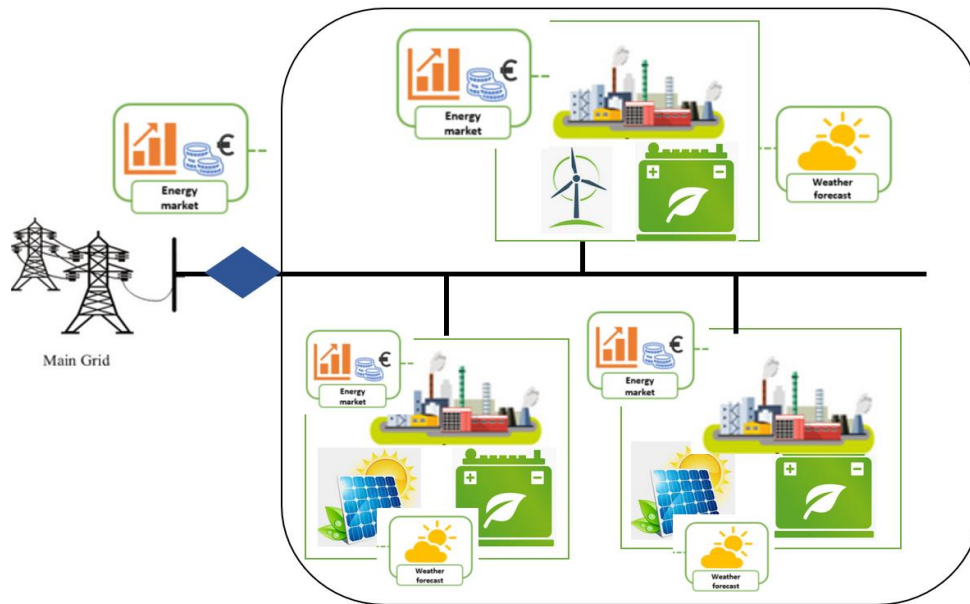 €
Energy
market
€
Energy
market
+ −
Weather
forecast
Main Grid
€
Energy
market
+ −
Weather
forecast
€
Energy
market
+ −
Weather
forecast